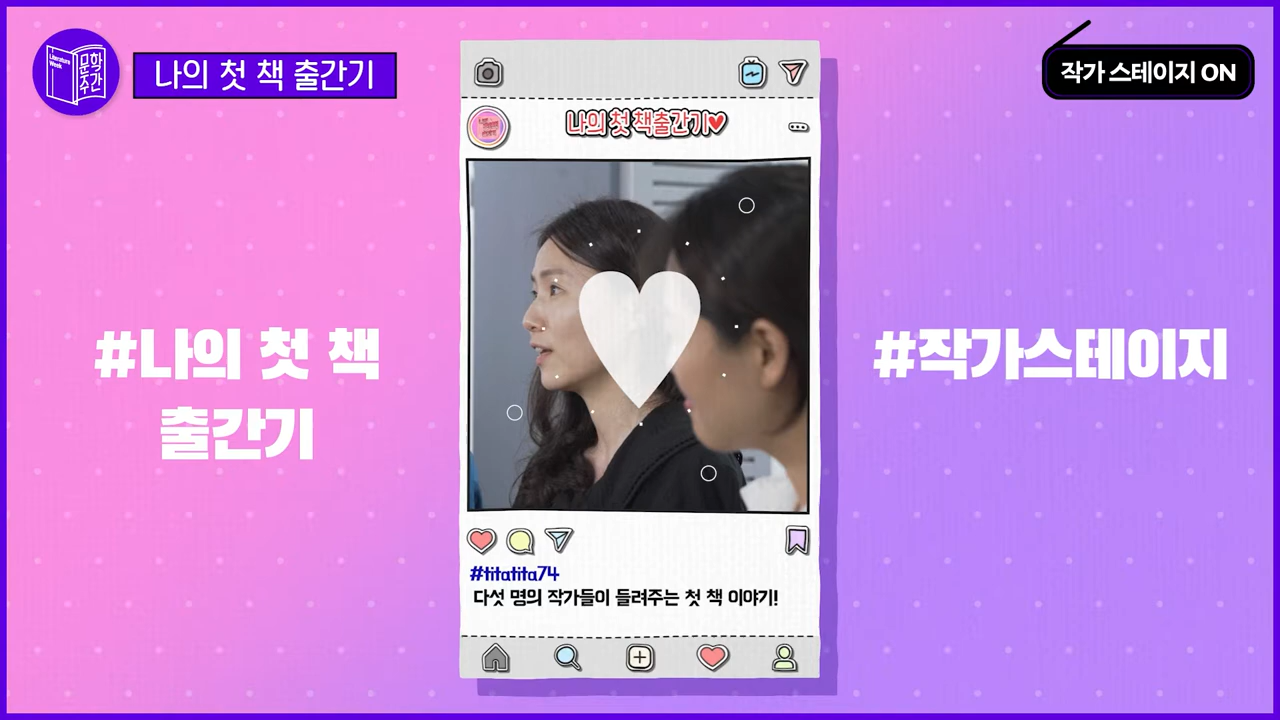 Literature
Week
문학
주간
나의 첫 책 출간기
작가 스테이지 ON
나의 첫 책출간기
#나의 첫 책
출간기
#작가스테이지
#titatita74
다섯 명의 작가들이 들려주는 첫 책 이야기!